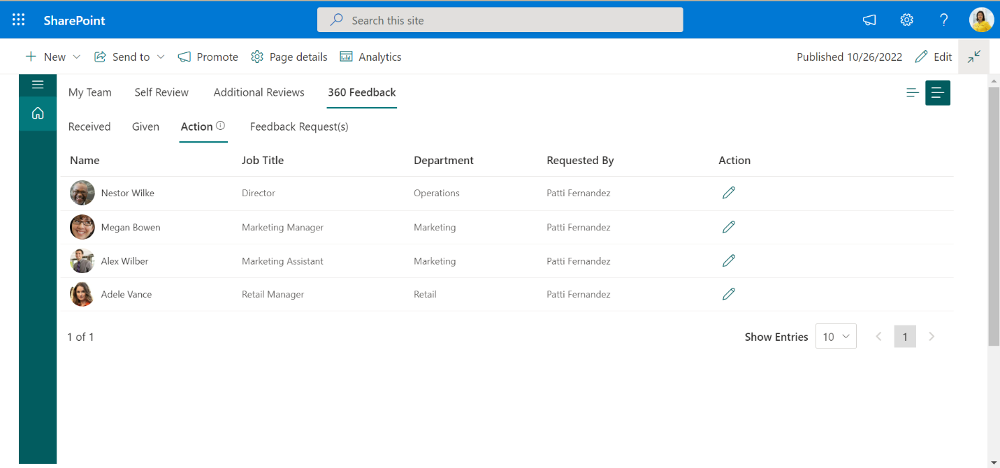 SharePoint Search this site
New Send to Promote Page details Analytics Published 10/26/2022 Edit
My Team Self Review Additional Reviews 360 Feedback
Received Given Action Feedback Request(s)
Name Job Title Department Requested By Action
Nestor Wilke Director Operations Patti Fernandez
Megan Bowen Marketing Manager Marketing Patti Fernandez
Alex Wilber Marketing Assistant Marketing Patti Fernandez
Adele Vance Retail Manager Retail Patti Fernandez
1 of 1 Show Entries 10 1